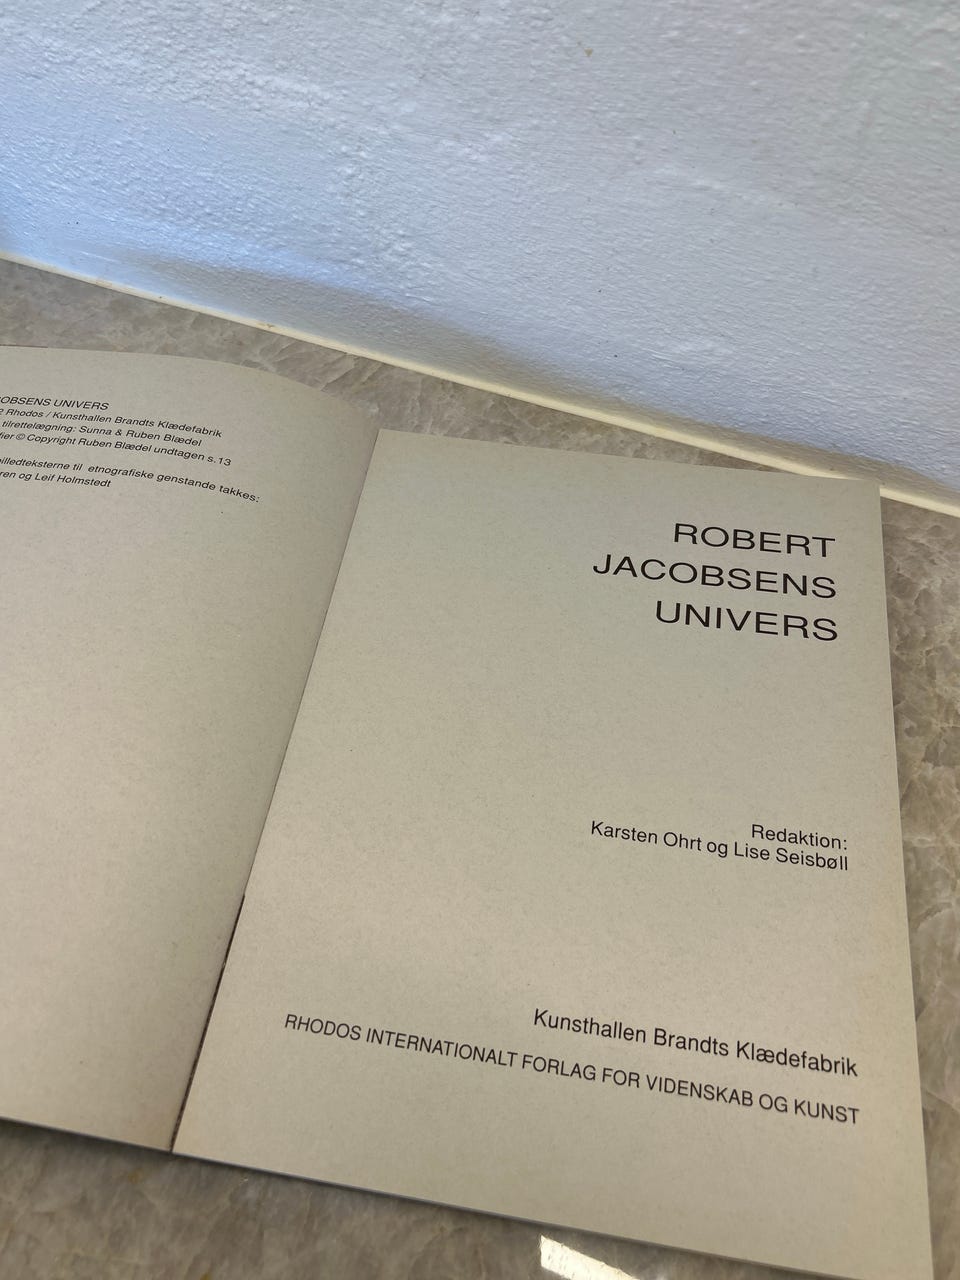 UNIVERS
Rhodos / Kunsthallen Brandts Klædefabrik
tilrettelægning: Sunna & Ruben Blædel
© Copyright Ruben Blædel undtagen s.13
til etnografiske genstande takkes:
og Leif Holmstedt
ROBERT
JACOBSENS
UNIVERS
Redaktion:
Karsten Ohrt og Lise Seisbøll
Kunsthallen Brandts Klædefabrik
RHODOS INTERNATIONALT FORLAG FOR VIDENSKAB OG KUNST